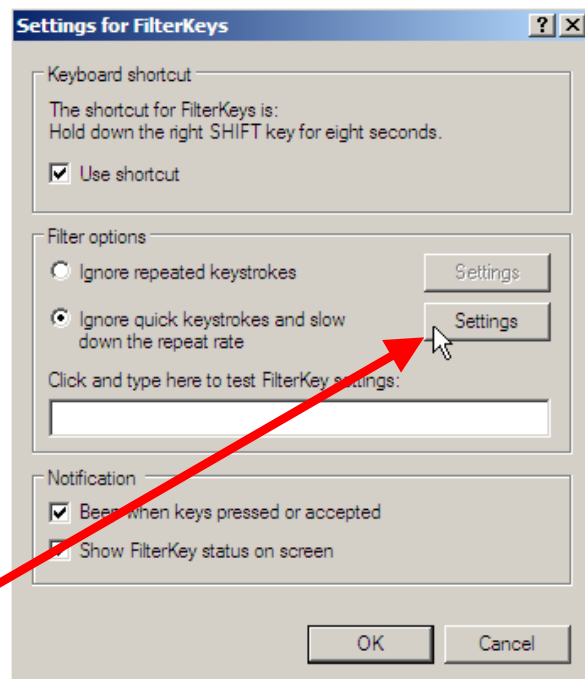 Settings for FilterKeys
Keyboard shortcut
The shortcut for FilterKeys is:
Hold down the right SHIFT key for eight seconds.
Use shortcut
Filter options
Ignore repeated keystrokes
Settings
Ignore quick keystrokes and slow
down the repeat rate
Settings
Click and type here to test FilterKey settings:
Notification
Beep when keys pressed or accepted
Show FilterKey status on screen
OK
Cancel